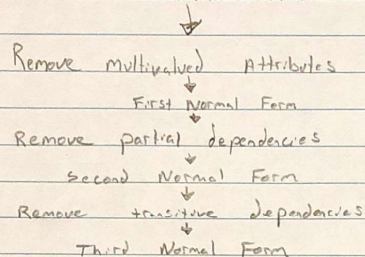 Remove multivalued Attributes
First Normal Form
Remove partial dependencies
Second Normal Form
Remove transitive dependencies
Third Normal Form